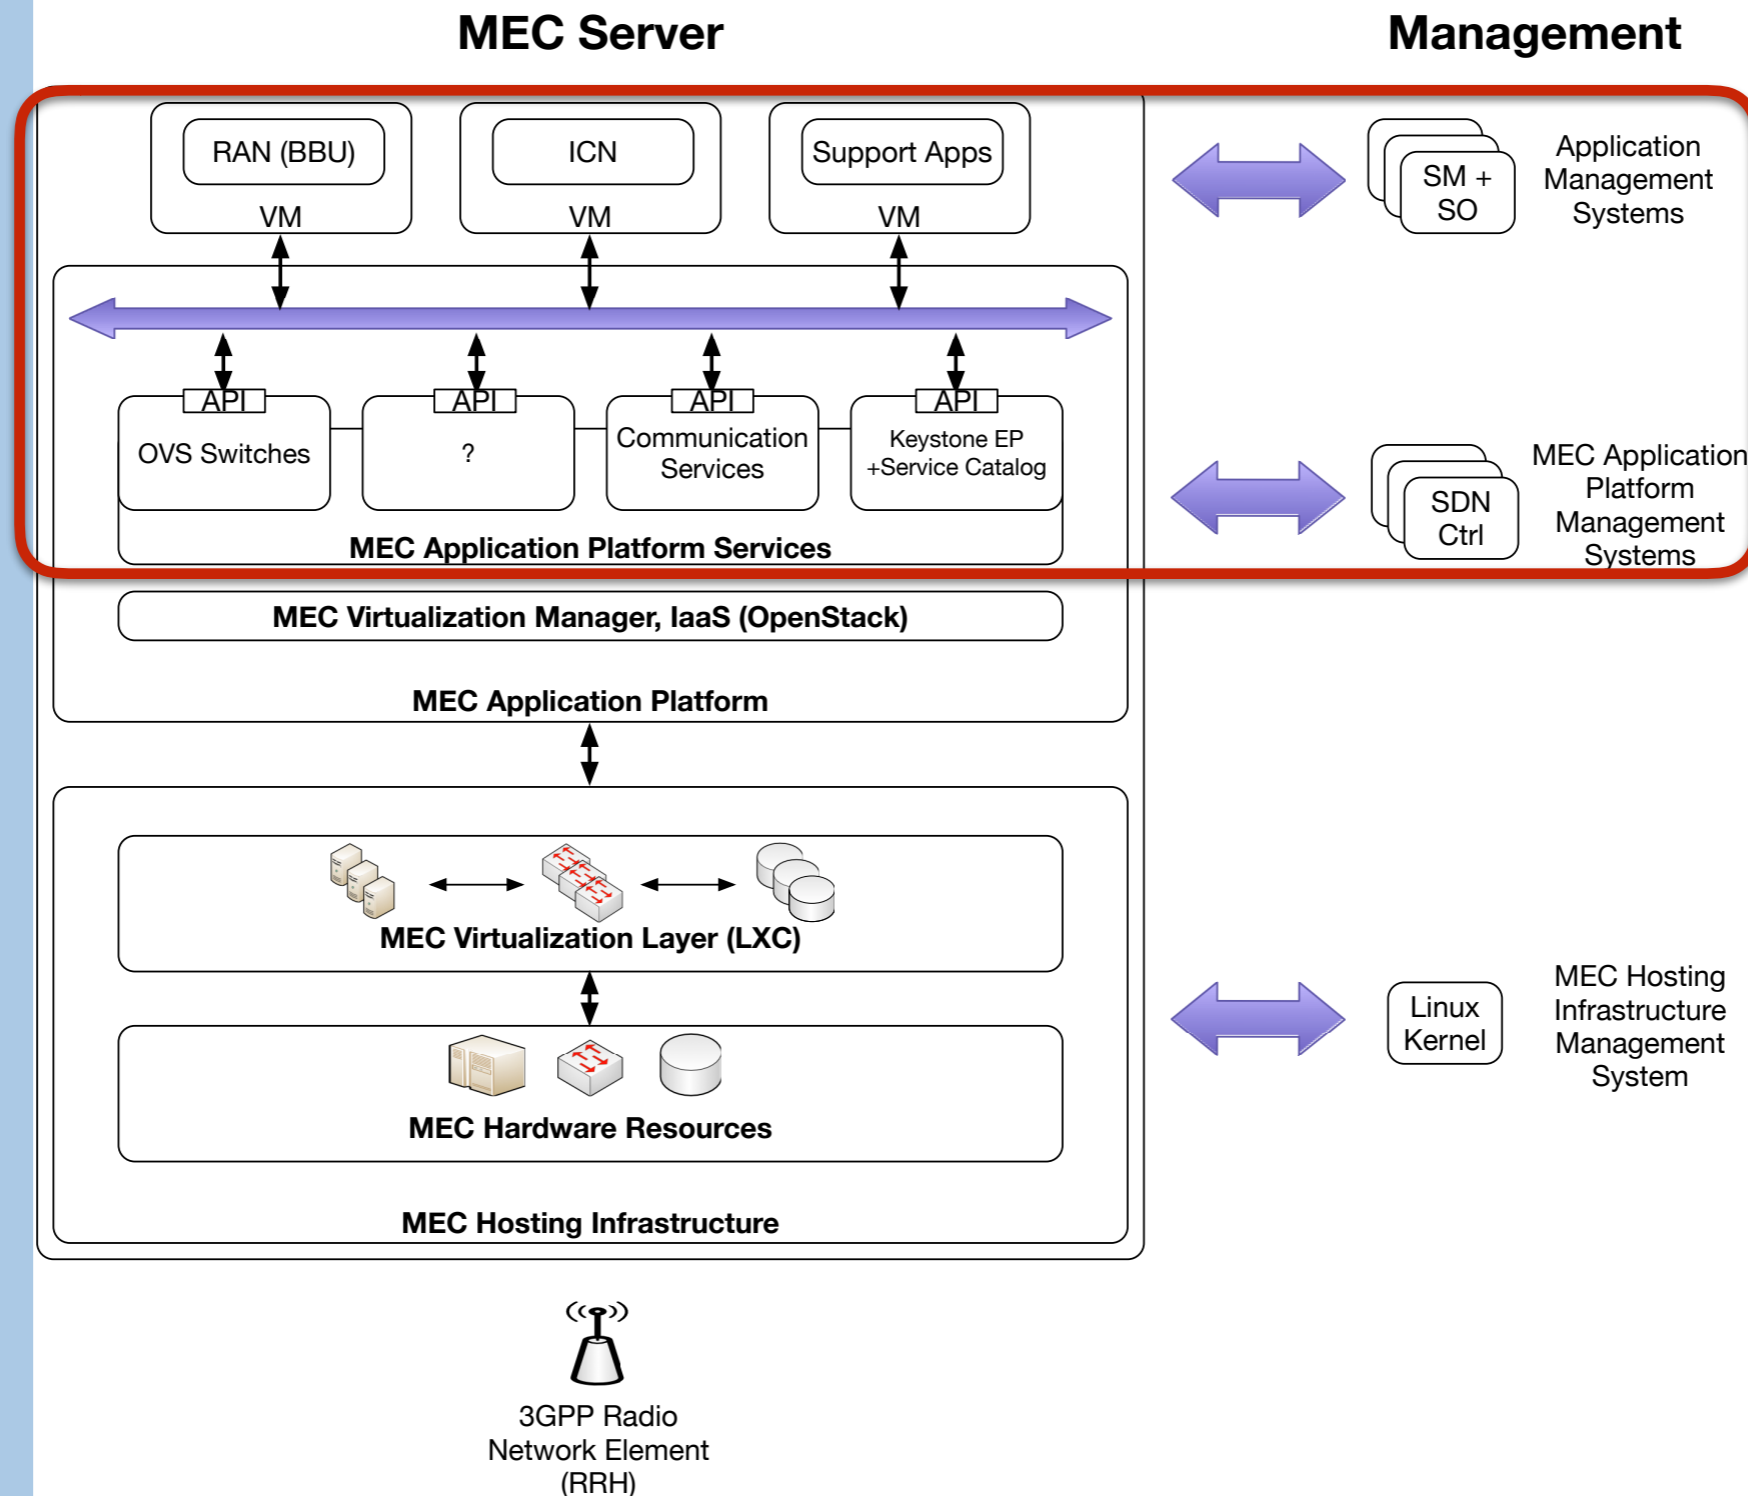 MEC Server
Management
RAN (BBU)
VM
ICN
VM
Support Apps
VM
SM +
SO
Application
Management
Systems
API
OVS Switches
API
?
API
Communication
Services
API
Keystone EP
+Service Catalog
MEC Application Platform Services
SDN
Ctrl
MEC Application
Platform
Management
Systems
MEC Virtualization Manager, IaaS (OpenStack)
MEC Application Platform
MEC Virtualization Layer (LXC)
MEC Hardware Resources
MEC Hosting Infrastructure
Linux
Kernel
MEC Hosting
Infrastructure
Management
System
3GPP Radio
Network Element
(RRH)